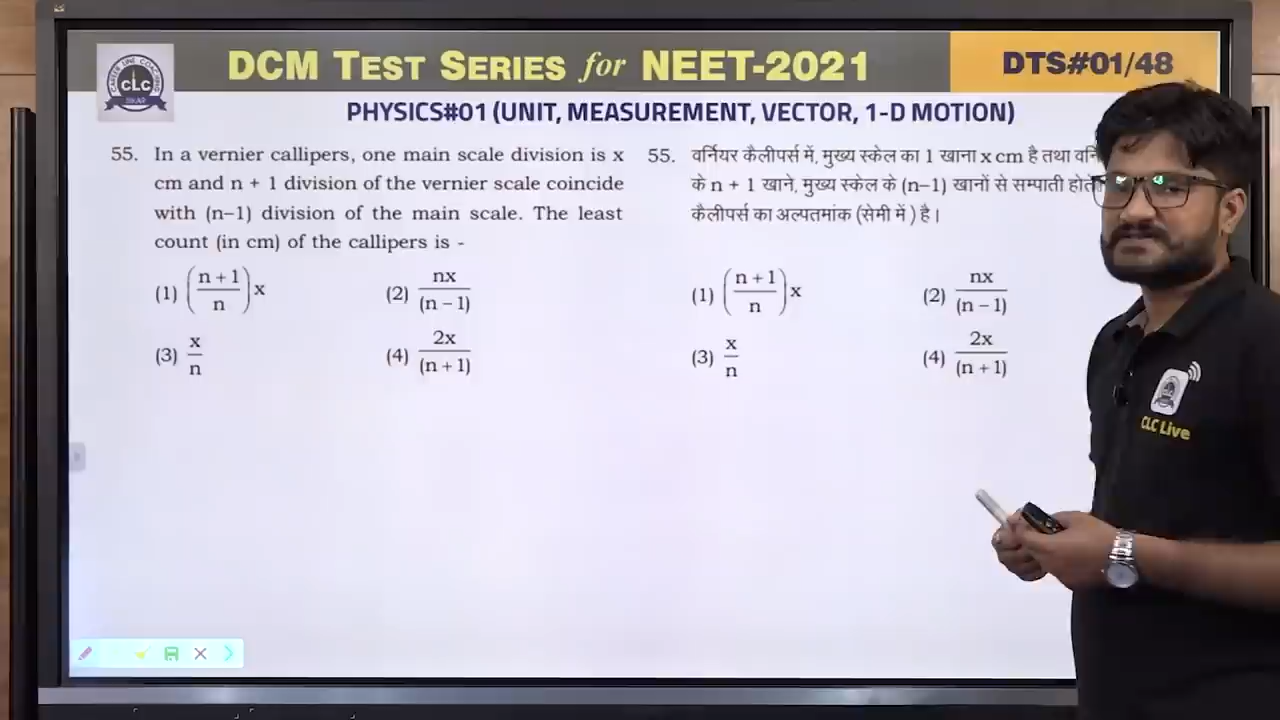 DCM TEST SERIES for NEET-2021
DTS#01/48
CLC
PHYSICS#01 (UNIT, MEASUREMENT, VECTOR, 1-D MOTION)
55. In a vernier callipers, one main scale division is x
cm and n + 1 division of the vernier scale coincide
with (n–1) division of the main scale. The least
count (in cm) of the callipers is -
(1) ((n + 1)/n) x
(2) nx/(n – 1)
(3) x/n
(4) 2x/(n + 1)
55. वर्नियर कैलीपर्स में, मुख्य स्केल का 1 खाना x cm है तथा
के n + 1 खाने, मुख्य स्केल के (n–1) खानों से सम्पाती होते
कैलीपर्स का अल्पतमांक (सेमी में ) है।
(1) ((n + 1)/n) x
(2) nx/(n – 1)
(3) x/n
(4) 2x/(n + 1)
CLC Live